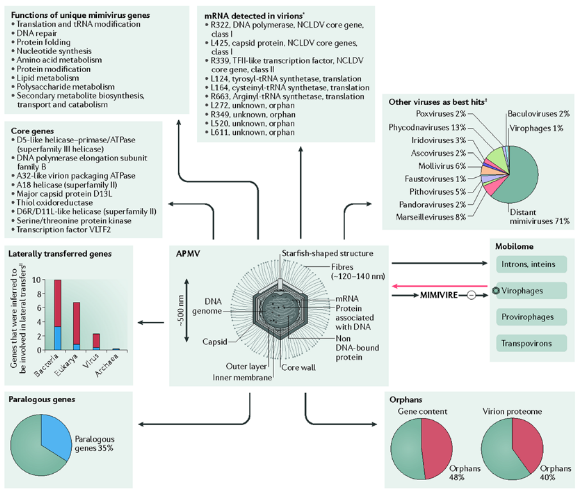 Functions of unique mimivirus genes
• Translation and tRNA modification
• DNA repair
• Protein folding
• Nucleotide synthesis
• Amino acid metabolism
• Protein modification
• Lipid metabolism
• Polysaccharide metabolism
• Secondary metabolite biosynthesis,
transport and catabolism
mRNA detected in virions*
• R322, DNA polymerase, NCLDV core gene,
class I
• L425, capsid protein, NCLDV core genes,
class I
• R339, TFII-like transcription factor, NCLDV
core gene, class II
• L124, tyrosyl-tRNA synthetase, translation
• L164, cysteinyl-tRNA synthetase, translation
• R663, Arginyl-tRNA synthetase, translation
• L272, unknown, orphan
• R349, unknown, orphan
• L520, unknown, orphan
• L611, unknown, orphan
Core genes
• D5-like helicase–primase/ATPase
(superfamily III helicase)
• DNA polymerase elongation subunit
family B
• A32-like virion packaging ATPase
• A18 helicase (superfamily II)
• Major capsid protein D13L
• Thiol oxidoreductase
• D6R/D11L-like helicase (superfamily II)
• Serine/threonine protein kinase
• Transcription factor VLTF2
Other viruses as best hits‡
Poxviruses 2%
Baculoviruses 2%
Phycodnaviruses 13%
Virophages 1%
Iridoviruses 3%
Ascoviruses 2%
Mollivirus 6%
Faustoviruses 1%
Pithoviruses 5%
Pandoraviruses 2%
Marseilleviruses 8%
Distant
mimiviruses 71%
Laterally transferred genes
Genes that were inferred to
be involved in lateral transfers§
10
8
6
4
2
0
Bacteria
Eukarya
Virus
Archaea
APMV
Starfish-shaped structure
Fibres
(~120–140 nm)
~500 nm
DNA
genome
mRNA
Protein
associated
with DNA
Capsid
Non
DNA-bound
protein
Outer layer
Core wall
Inner membrane
MIMIVIRE
Mobilome
Introns, inteins
Virophages
Provirophages
Transpovirons
Paralogous genes
Paralogous
genes 35%
Orphans
Gene content
Virion proteome
Orphans
48%
Orphans
40%